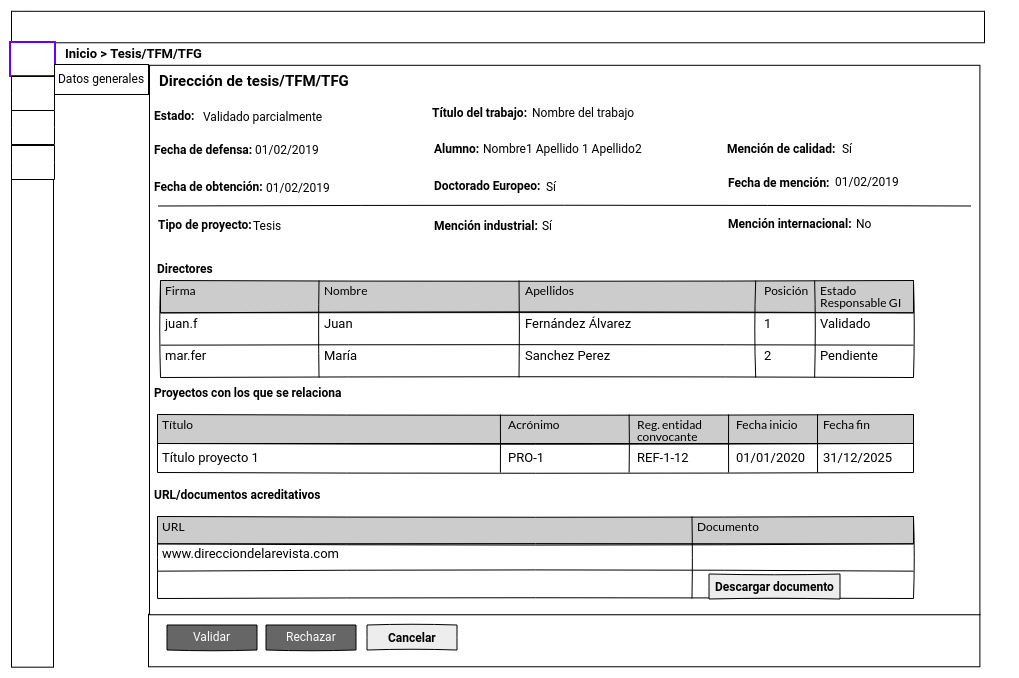 Inicio > Tesis/TFM/TFG
Datos generales
Dirección de tesis/TFM/TFG
Estado: Validado parcialmente
Título del trabajo: Nombre del trabajo
Fecha de defensa: 01/02/2019
Alumno: Nombre1 Apellido 1 Apellido2
Mención de calidad: Sí
Fecha de obtención: 01/02/2019
Doctorado Europeo: Sí
Fecha de mención: 01/02/2019
Tipo de proyecto: Tesis
Mención industrial: Sí
Mención internacional: No
Directores
Firma Nombre Apellidos Posición Estado
Responsable GI
juan.f Juan Fernández Álvarez 1 Validado
mar.fer María Sanchez Perez 2 Pendiente
Proyectos con los que se relaciona
Título Acrónimo Reg. entidad Fecha inicio Fecha fin
convocante
Título proyecto 1 PRO-1 REF-1-12 01/01/2020 31/12/2025
URL/documentos acreditativos
URL Documento
www.direcciondelarevista.com
Descargar documento
Validar Rechazar Cancelar